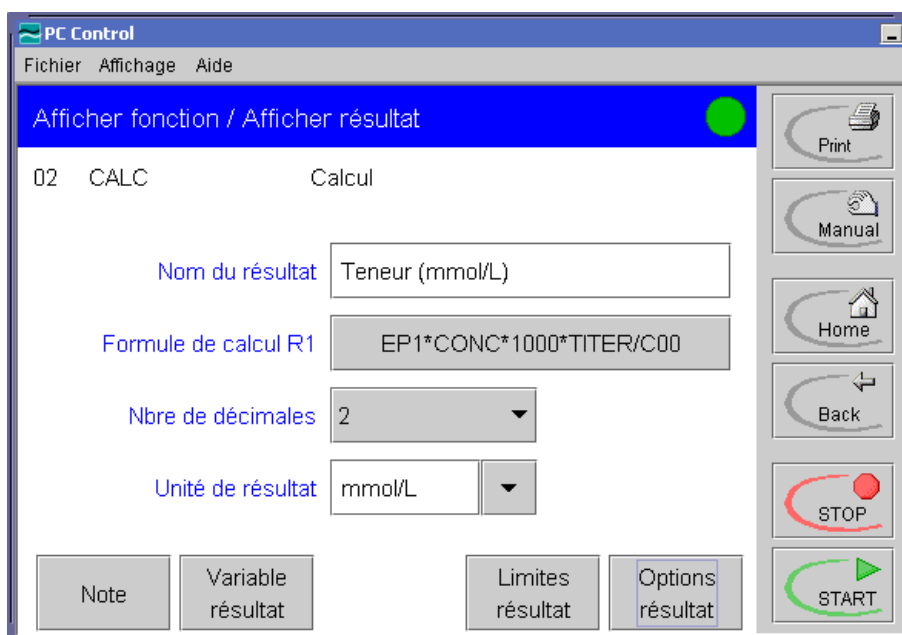 PC Control
Fichier Affichage Aide
Afficher fonction / Afficher résultat
02 CALC Calcul
Nom du résultat Teneur (mmol/L)
Formule de calcul R1 EP1*CONC*1000*TITER/C00
Nbre de décimales 2
Unité de résultat mmol/L
Note
Variable
résultat
Limites
résultat
Options
résultat
Print
Manual
Home
Back
STOP
START